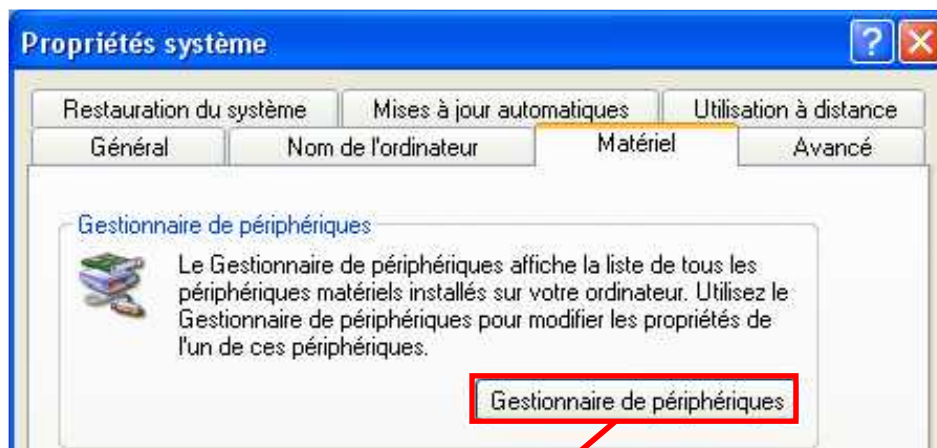 Propriétés système
Restauration du système Mises à jour automatiques Utilisation à distance
Général Nom de l'ordinateur Matériel Avancé
Gestionnaire de périphériques
Le Gestionnaire de périphériques affiche la liste de tous les
périphériques matériels installés sur votre ordinateur. Utilisez le
Gestionnaire de périphériques pour modifier les propriétés de
l'un de ces périphériques.
Gestionnaire de périphériques